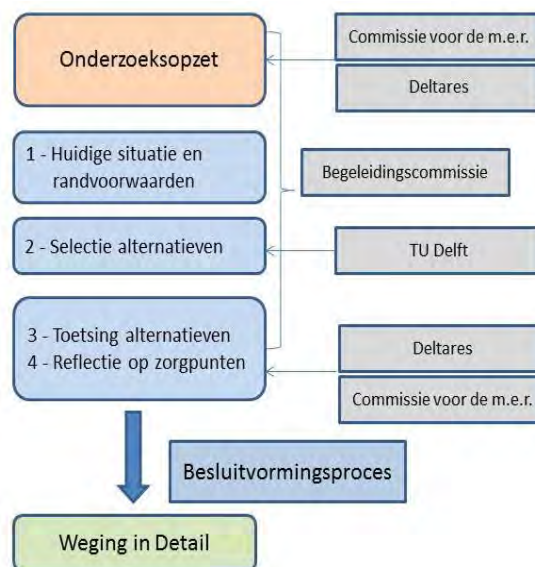 Onderzoeksopzet
Commissie voor de m.e.r.
Deltares
1 - Huidige situatie en
randvoorwaarden
Begeleidingscommissie
2 - Selectie alternatieven
TU Delft
3 - Toetsing alternatieven
4 - Reflectie op zorgpunten
Deltares
Commissie voor de m.e.r.
Besluitvormingsproces
Weging in Detail